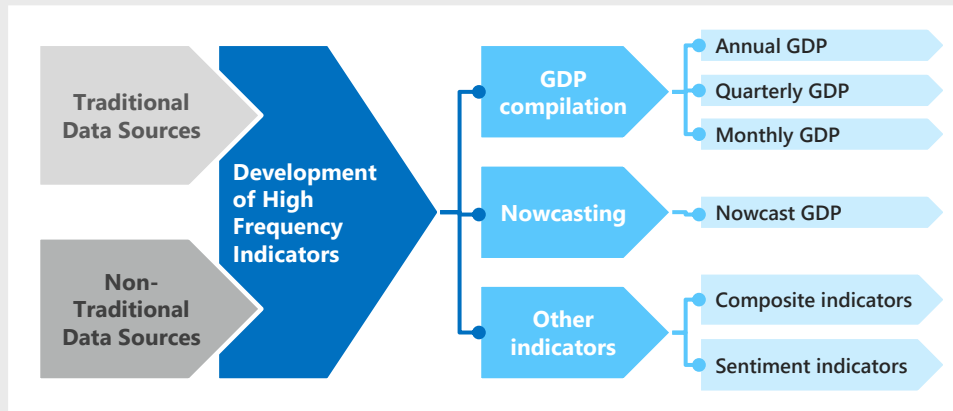 Traditional
Data Sources
Non-
Traditional
Data Sources
Development
of High
Frequency
Indicators
GDP
compilation
Annual GDP
Quarterly GDP
Monthly GDP
Nowcasting
Nowcast GDP
Other
indicators
Composite indicators
Sentiment indicators